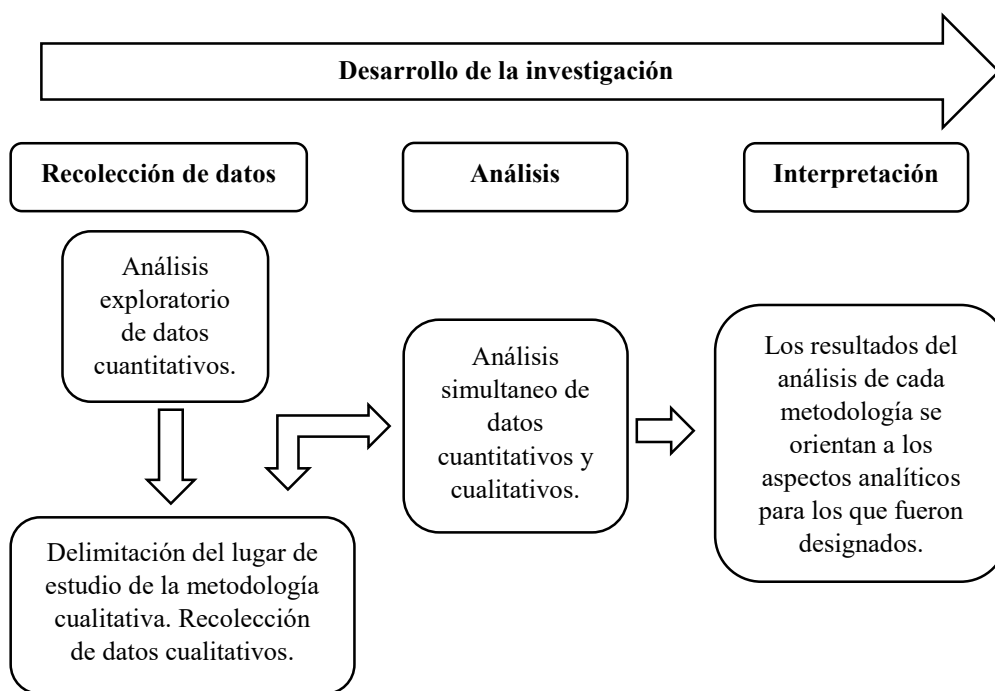 Desarrollo de la investigación
Recolección de datos
Análisis
Interpretación
Análisis
exploratorio
de datos
cuantitativos.
Delimitación del lugar de
estudio de la metodología
cualitativa. Recolección
de datos cualitativos.
Análisis
simultaneo de
datos
cuantitativos y
cualitativos.
Los resultados del
análisis de cada
metodología se
orientan a los
aspectos analíticos
para los que fueron
designados.